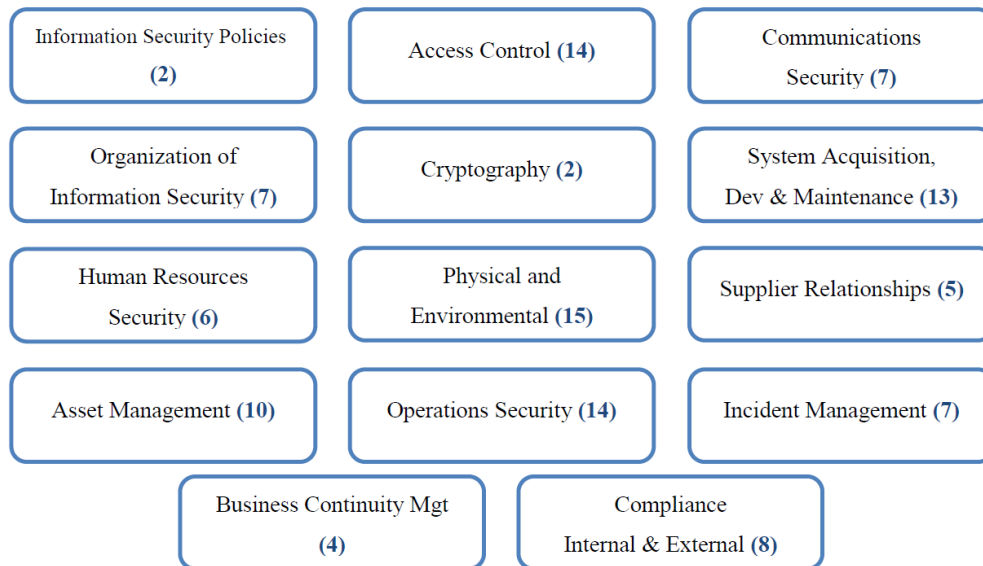 Information Security Policies
(2)
Access Control (14)
Communications
Security (7)
Organization of
Information Security (7)
Cryptography (2)
System Acquisition,
Dev & Maintenance (13)
Human Resources
Security (6)
Physical and
Environmental (15)
Supplier Relationships (5)
Asset Management (10)
Operations Security (14)
Incident Management (7)
Business Continuity Mgt
(4)
Compliance
Internal & External (8)